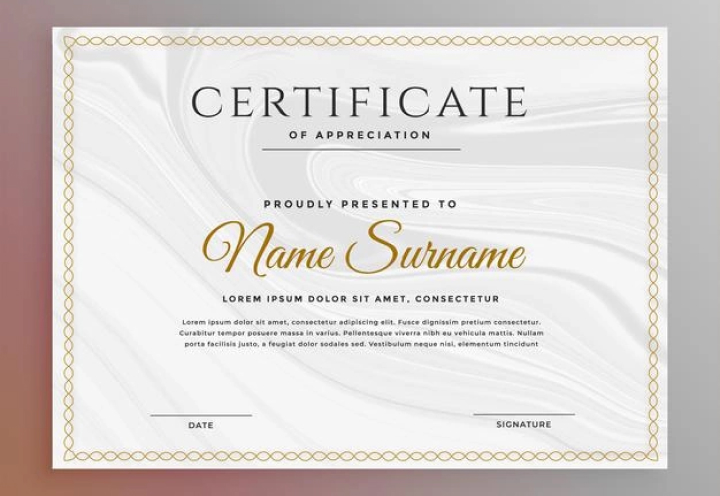 CERTIFICATE
OF APPRECIATION
PROUDLY PRESENTED TO
Name Surname
LOREM IPSUM DOLOR SIT AMET, CONSECTETUR
Lorem ipsum dolor sit amet, consectetur adipiscing elit. Fusce dignissim pretium consectetur.
Curabitur tempor posuere massa in varius. Pellentesque viverra nibh eu vehicula mattis. Nullam
porta facilisis justo, a feugiat dolor sodales sed. Vestibulum neque nisi, elementum tincidunt
DATE
SIGNATURE